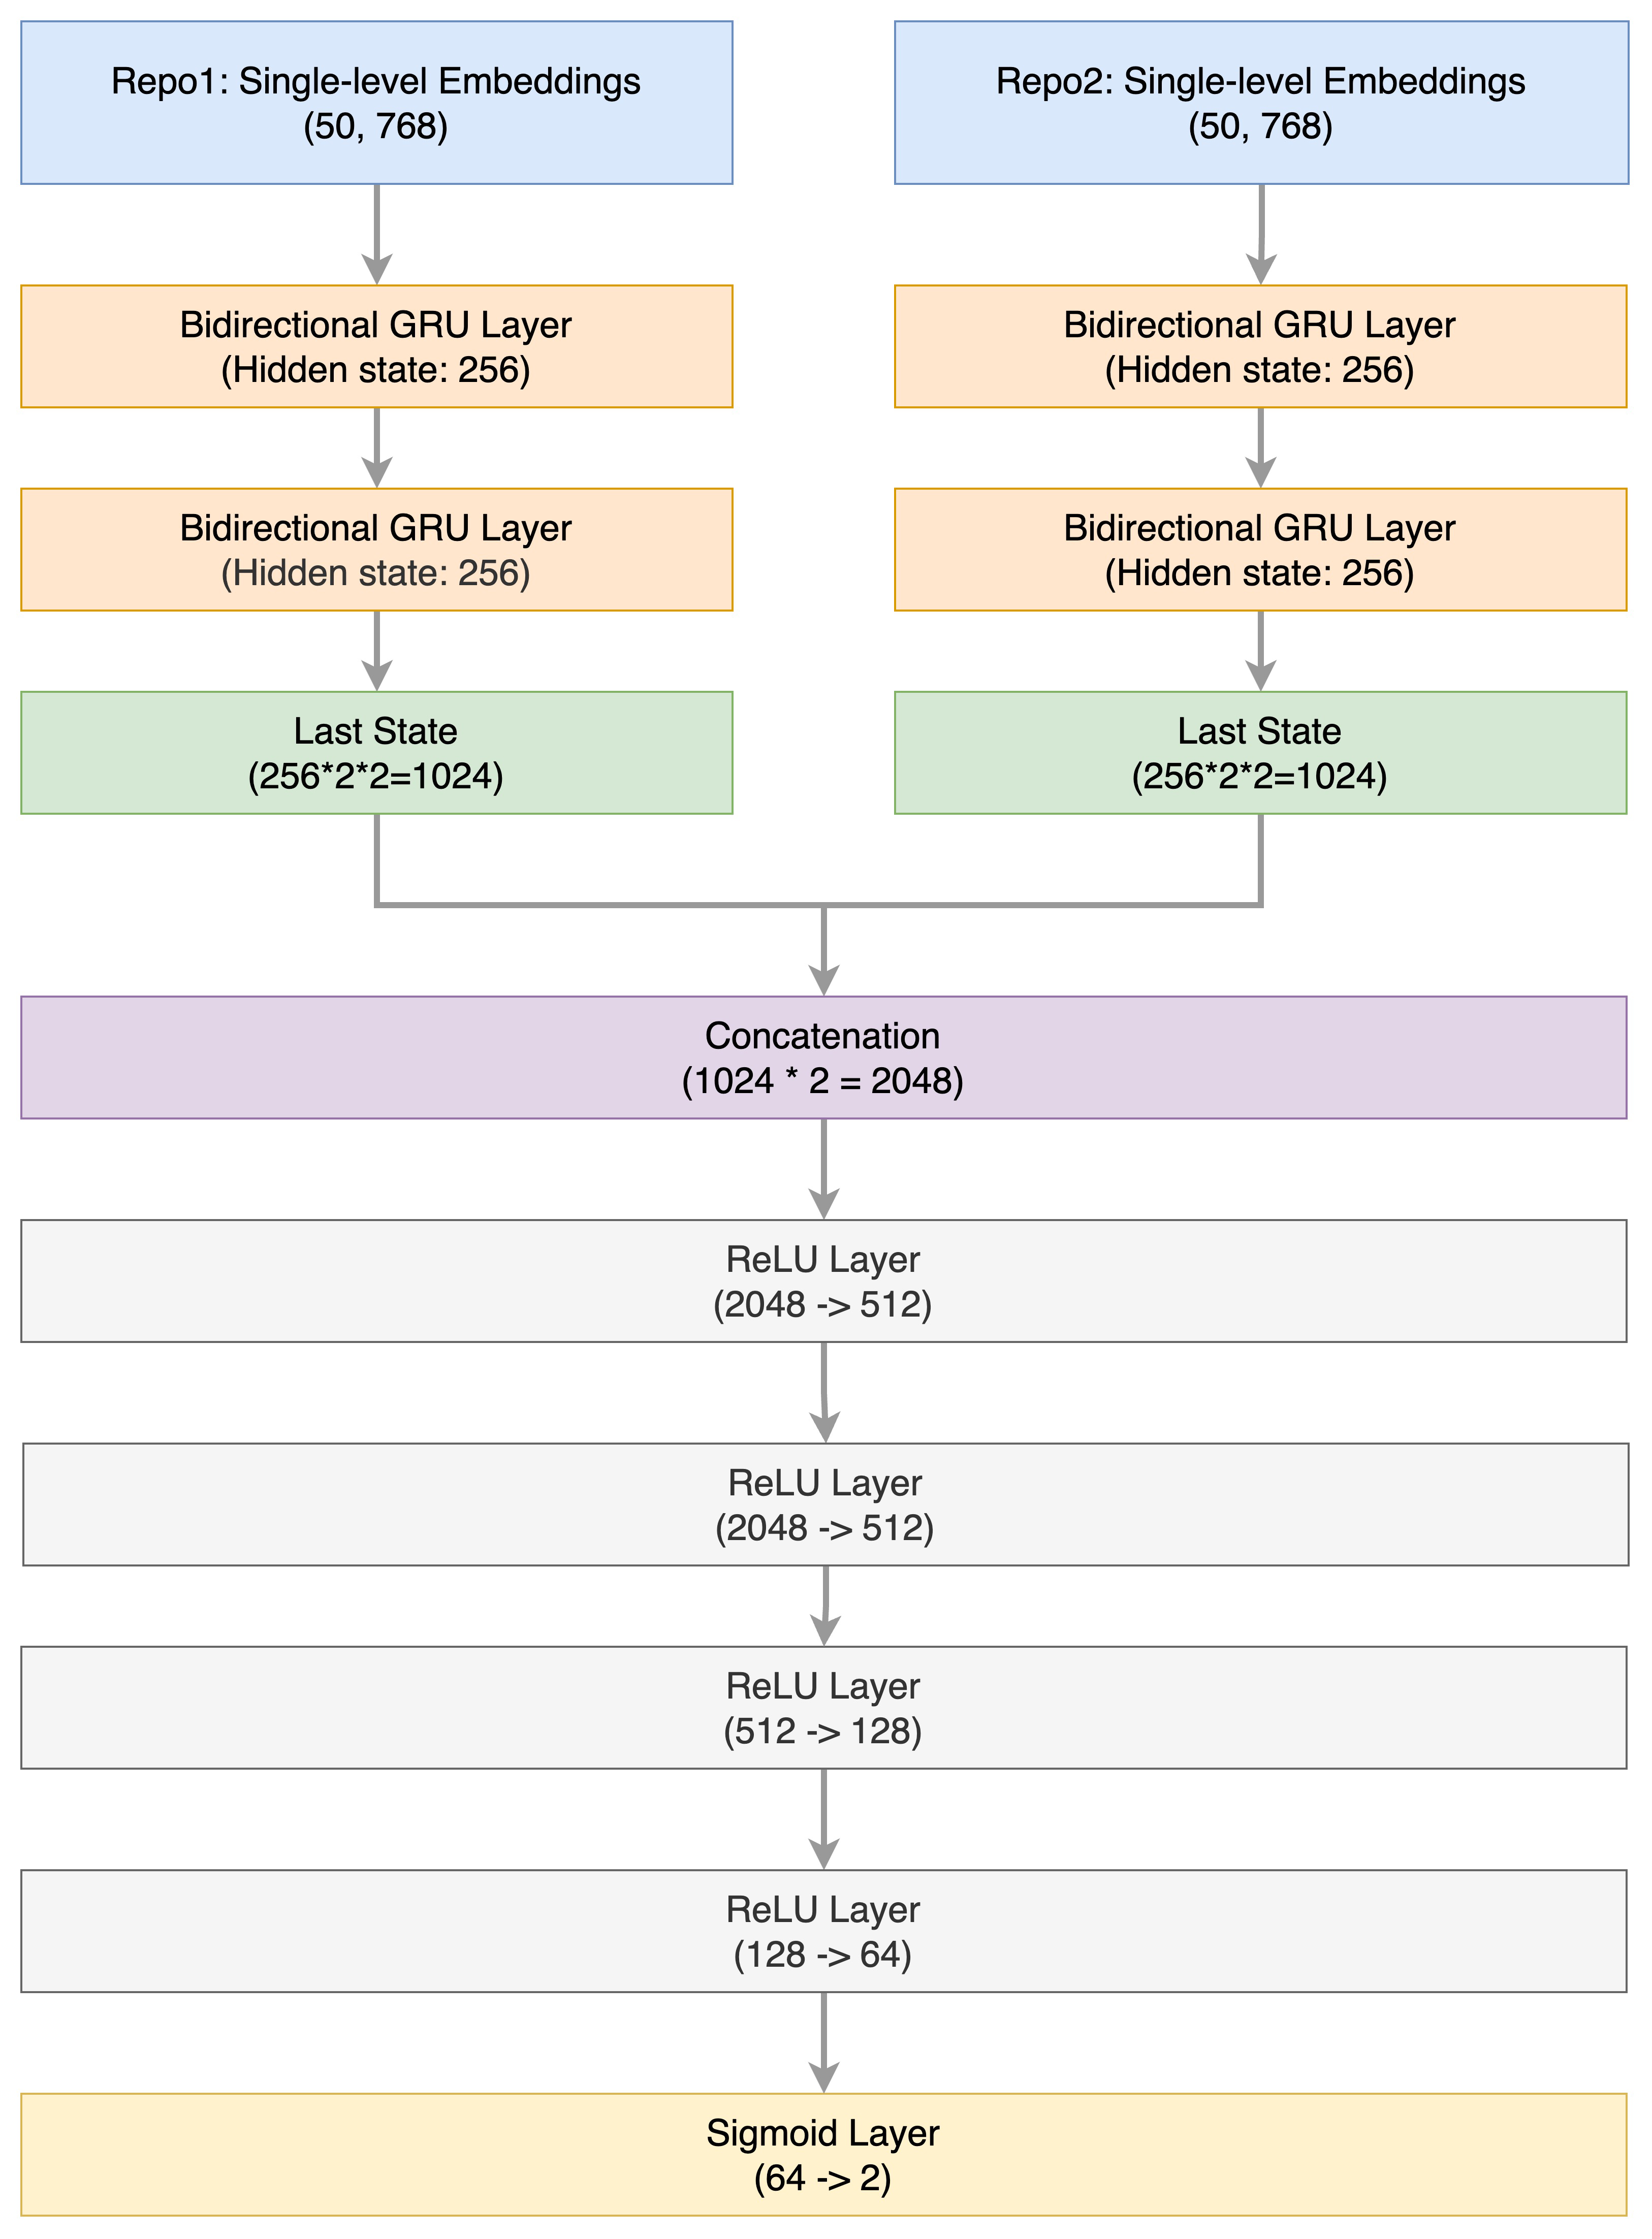 Repo1: Single-level Embeddings
(50, 768)
Repo2: Single-level Embeddings
(50, 768)
Bidirectional GRU Layer
(Hidden state: 256)
Bidirectional GRU Layer
(Hidden state: 256)
Bidirectional GRU Layer
(Hidden state: 256)
Bidirectional GRU Layer
(Hidden state: 256)
Last State
(256*2*2=1024)
Last State
(256*2*2=1024)
Concatenation
(1024 * 2 = 2048)
ReLU Layer
(2048 -> 512)
ReLU Layer
(2048 -> 512)
ReLU Layer
(512 -> 128)
ReLU Layer
(128 -> 64)
Sigmoid Layer
(64 -> 2)